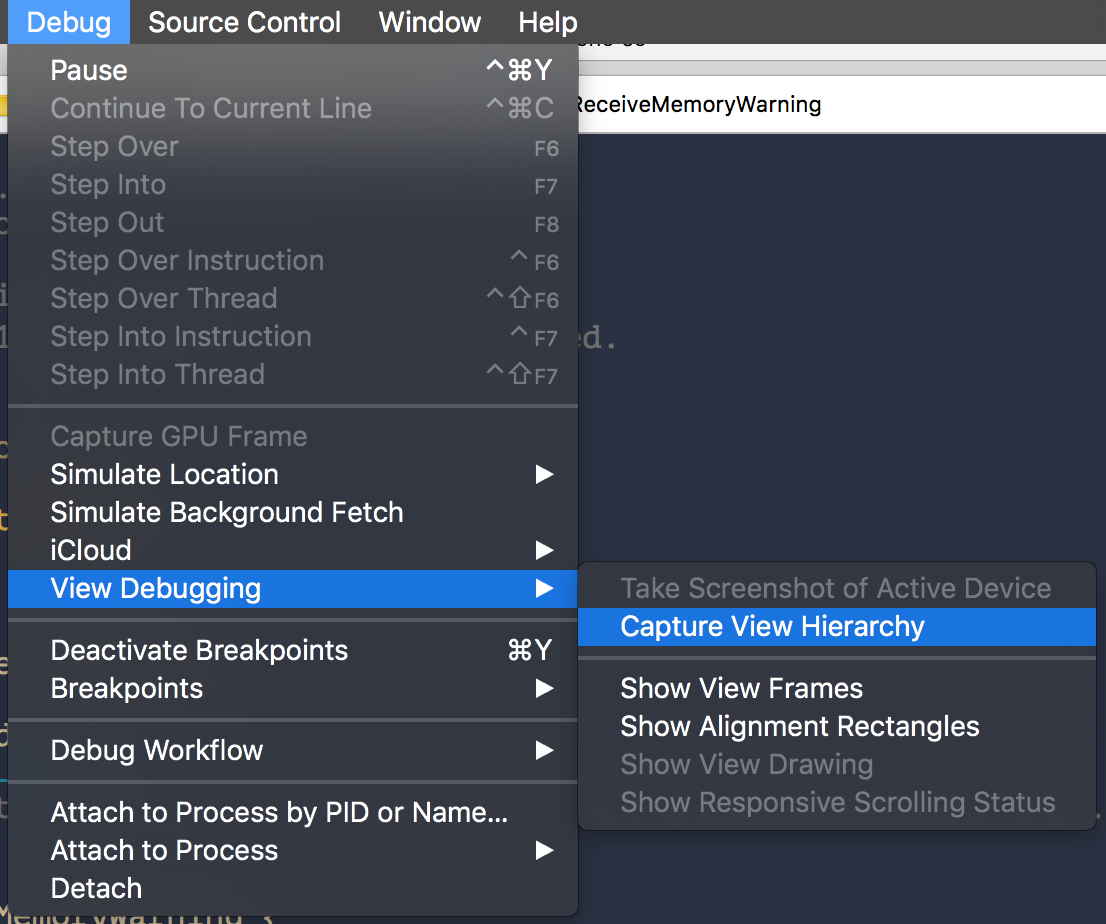 Debug Source Control Window Help
Pause ^⌘Y
Continue To Current Line ^⌘C
ReceiveMemoryWarning
Step Over F6
Step Into F7
Step Out F8
Step Over Instruction ^F6
Step Over Thread ^⇧F6
Step Into Instruction ^F7
ed.
Step Into Thread ^⇧F7
Capture GPU Frame
Simulate Location ▶
Simulate Background Fetch
iCloud ▶
View Debugging ▶
Take Screenshot of Active Device
Capture View Hierarchy
Show View Frames
Show Alignment Rectangles
Show View Drawing
Show Responsive Scrolling Status
Deactivate Breakpoints ⌘Y
Breakpoints ▶
Debug Workflow ▶
Attach to Process by PID or Name...
Attach to Process ▶
Detach
MemoryWarning {